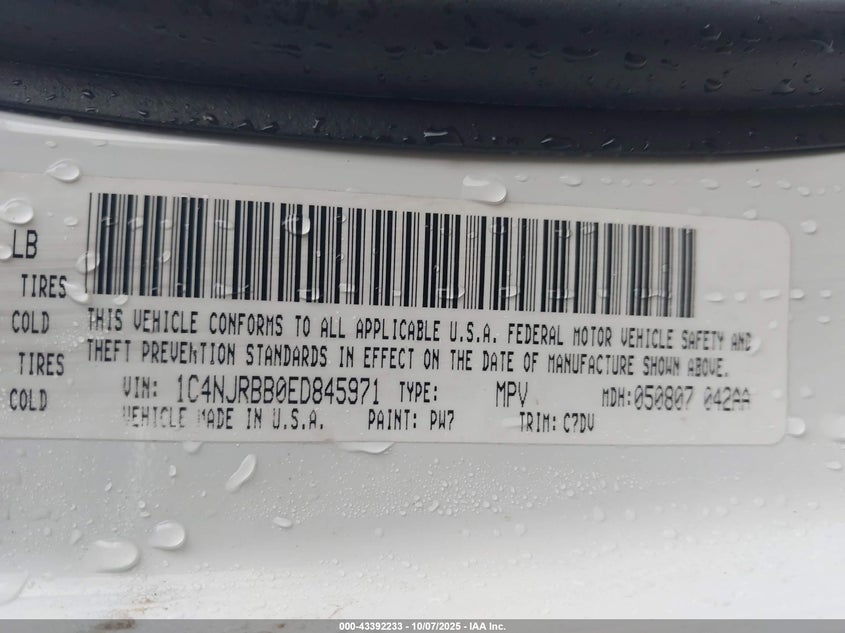 LB
TIRES
COLD
TIRES
COLD
THIS VEHICLE CONFORMS TO ALL APPLICABLE U.S.A. FEDERAL MOTOR VEHICLE SAFETY AND
THEFT PREVENTION STANDARDS IN EFFECT ON THE DATE OF MANUFACTURE SHOWN ABOVE.
VIN: 1C4NJRBB0ED845971 TYPE: MPV MDH:050807 042AA
VEHICLE MADE IN U.S.A. PAINT: PW7 TRIM: C7DV
000-43392233 - 10/07/2025 - IAA Inc.